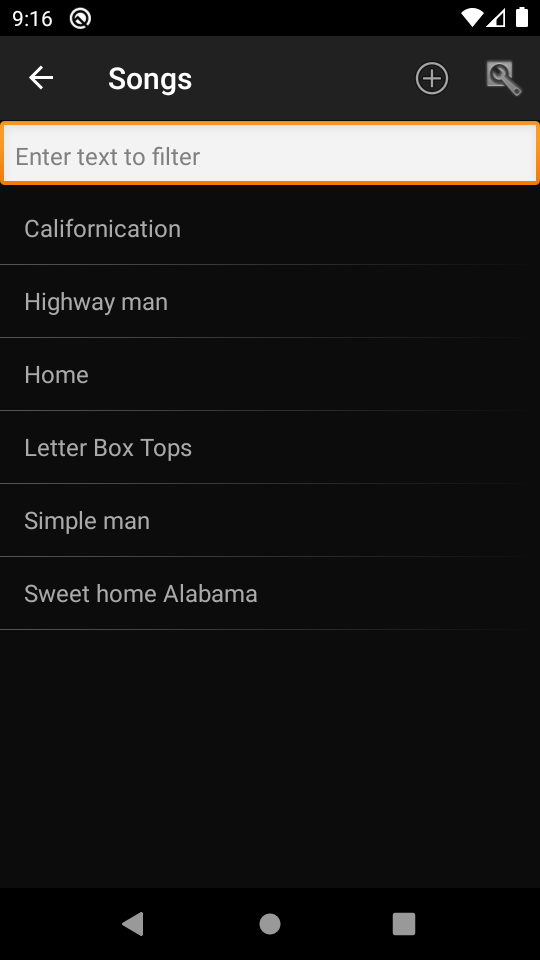 9:16
Songs
Enter text to filter
Californication
Highway man
Home
Letter Box Tops
Simple man
Sweet home Alabama